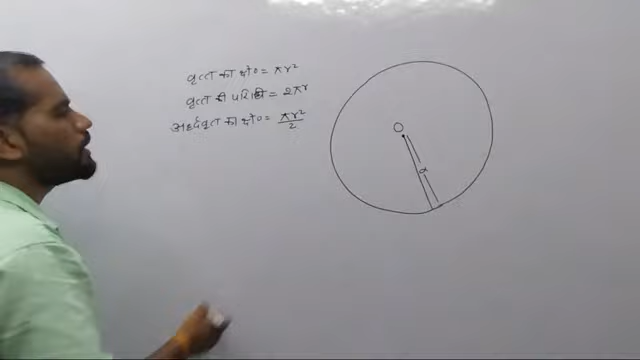 वृत्त का क्षे० = πr²
वृत्त की परिधि = 2πr
अर्द्धवृत का क्षे० = πr²/2
O
r